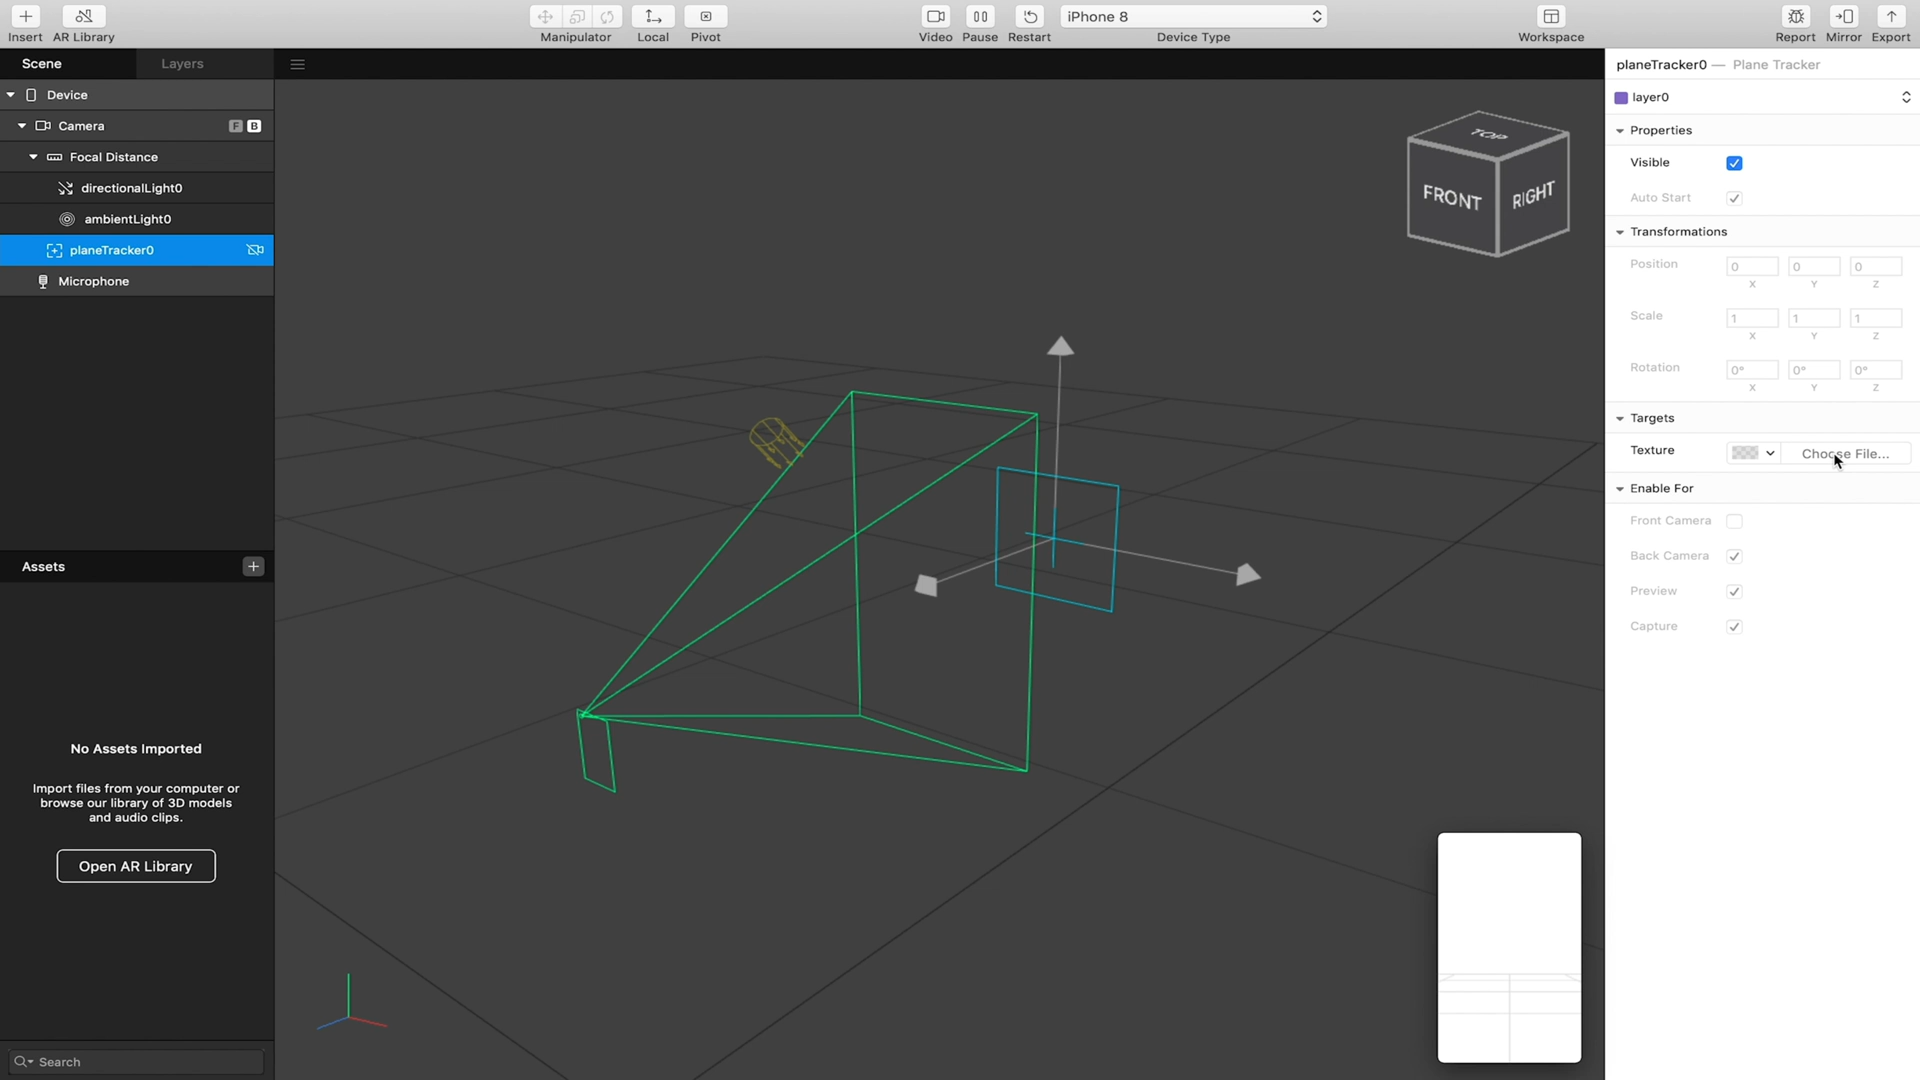 Insert
AR Library
Manipulator
Local
Pivot
Video
Pause
Restart
iPhone 8
Device Type
Workspace
Report
Mirror
Export
Scene
Layers
Device
Camera
F
B
Focal Distance
directionalLight0
ambientLight0
planeTracker0
Microphone
Assets
No Assets Imported
Import files from your computer or
browse our library of 3D models
and audio clips.
Open AR Library
Search
TOP
FRONT
RIGHT
planeTracker0 — Plane Tracker
layer0
Properties
Visible
Auto Start
Transformations
Position
0
0
0
X
Y
Z
Scale
1
1
1
X
Y
Z
Rotation
0°
0°
0°
X
Y
Z
Targets
Texture
Choose File...
Enable For
Front Camera
Back Camera
Preview
Capture